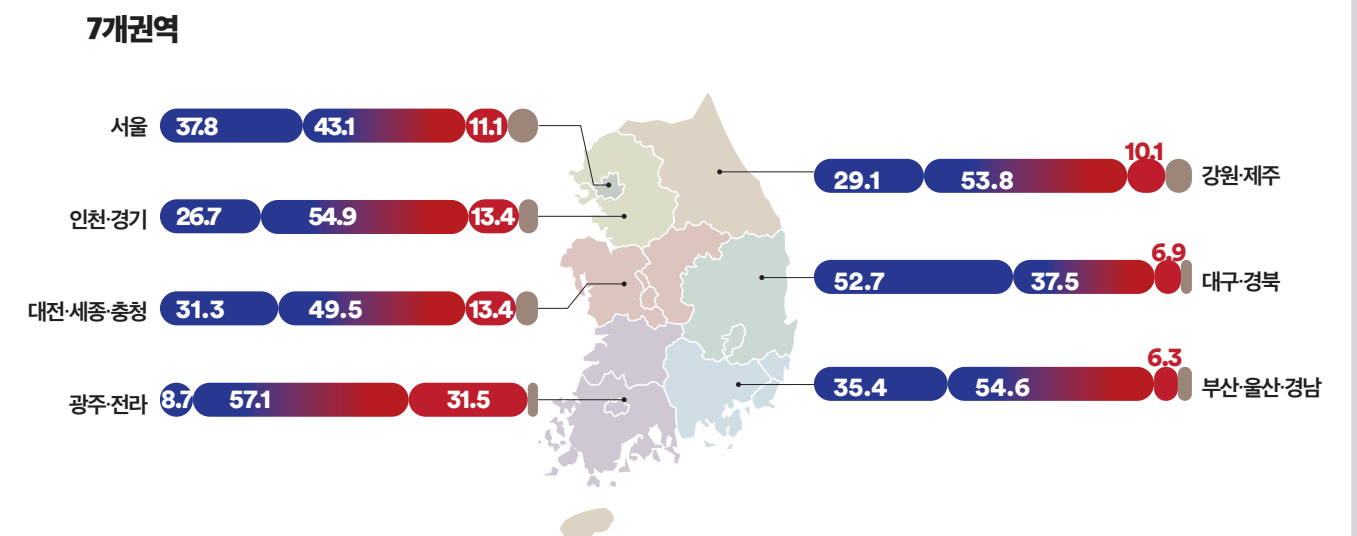 7개권역
서울 37.8 43.1 11.1
인천·경기 26.7 54.9 13.4
대전·세종·충청 31.3 49.5 13.4
광주·전라 8.7 57.1 31.5
29.1 53.8 10.1 강원·제주
52.7 37.5 6.9 대구·경북
35.4 54.6 6.3 부산·울산·경남